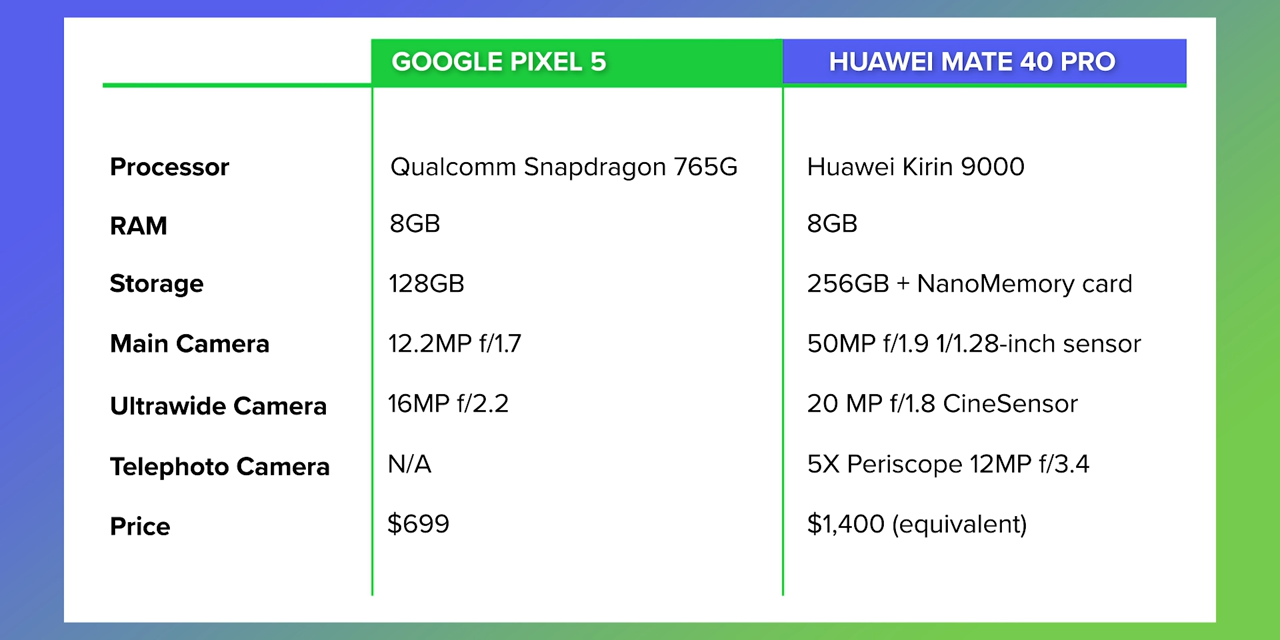 GOOGLE PIXEL 5 HUAWEI MATE 40 PRO
Processor Qualcomm Snapdragon 765G Huawei Kirin 9000
RAM 8GB 8GB
Storage 128GB 256GB + NanoMemory card
Main Camera 12.2MP f/1.7 50MP f/1.9 1/1.28-inch sensor
Ultrawide Camera 16MP f/2.2 20 MP f/1.8 CineSensor
Telephoto Camera N/A 5X Periscope 12MP f/3.4
Price $699 $1,400 (equivalent)